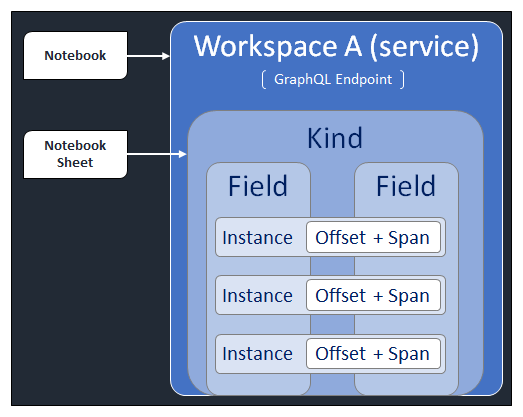 Notebook
Workspace A (service)
GraphQL Endpoint
Notebook
Sheet
Kind
Field Field
Instance Offset + Span
Instance Offset + Span
Instance Offset + Span